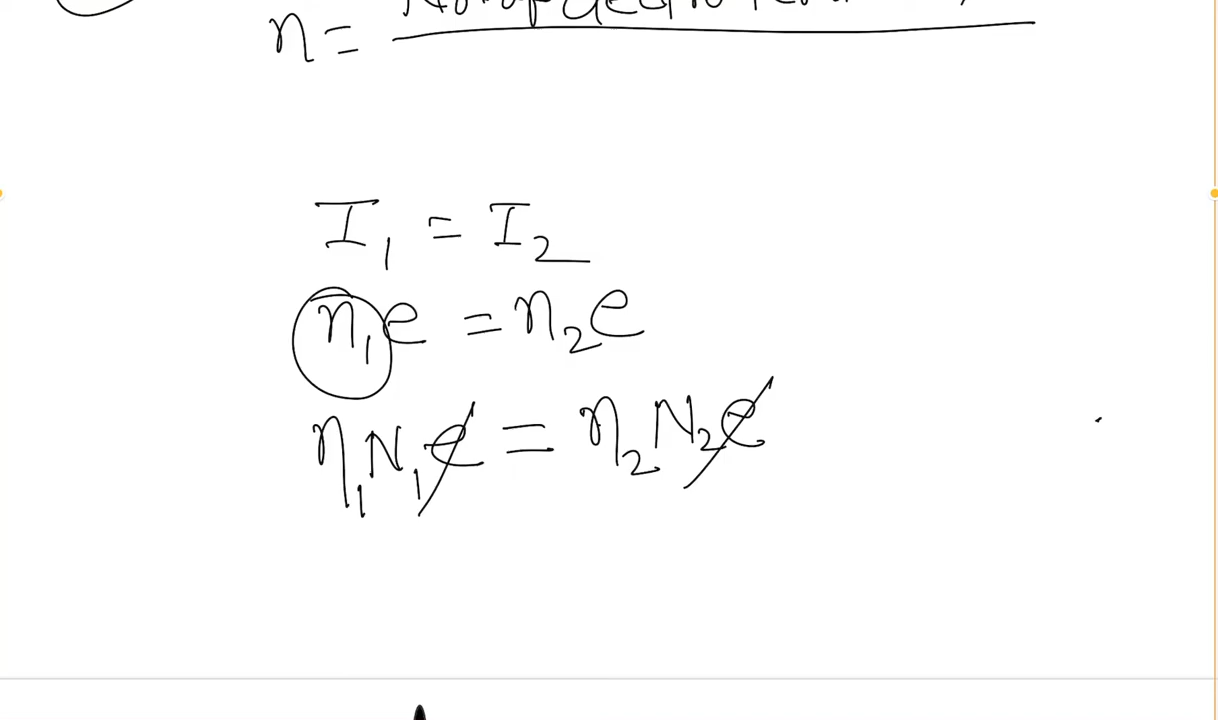 η =
I₁ = I₂
n₁e = n₂e
η₁N₁e = η₂N₂e